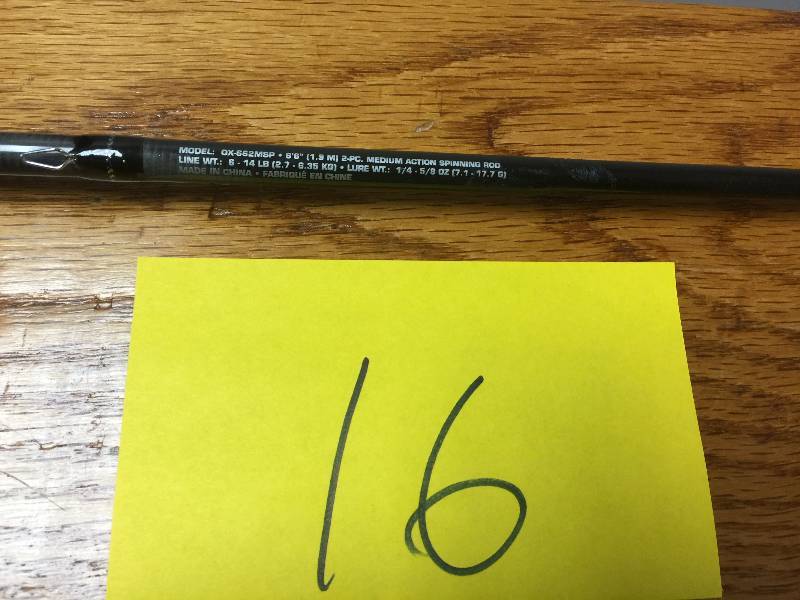 MODEL: OX-662MSP • 6'6" (1.9 M) 2-PC. MEDIUM ACTION SPINNING ROD
LINE WT.: 6 - 14 LB (2.7 - 6.35 KG) • LURE WT.: 1/4 - 5/8 OZ (7.1 - 17.7 G)
MADE IN CHINA • FABRIQUÉ EN CHINE
16